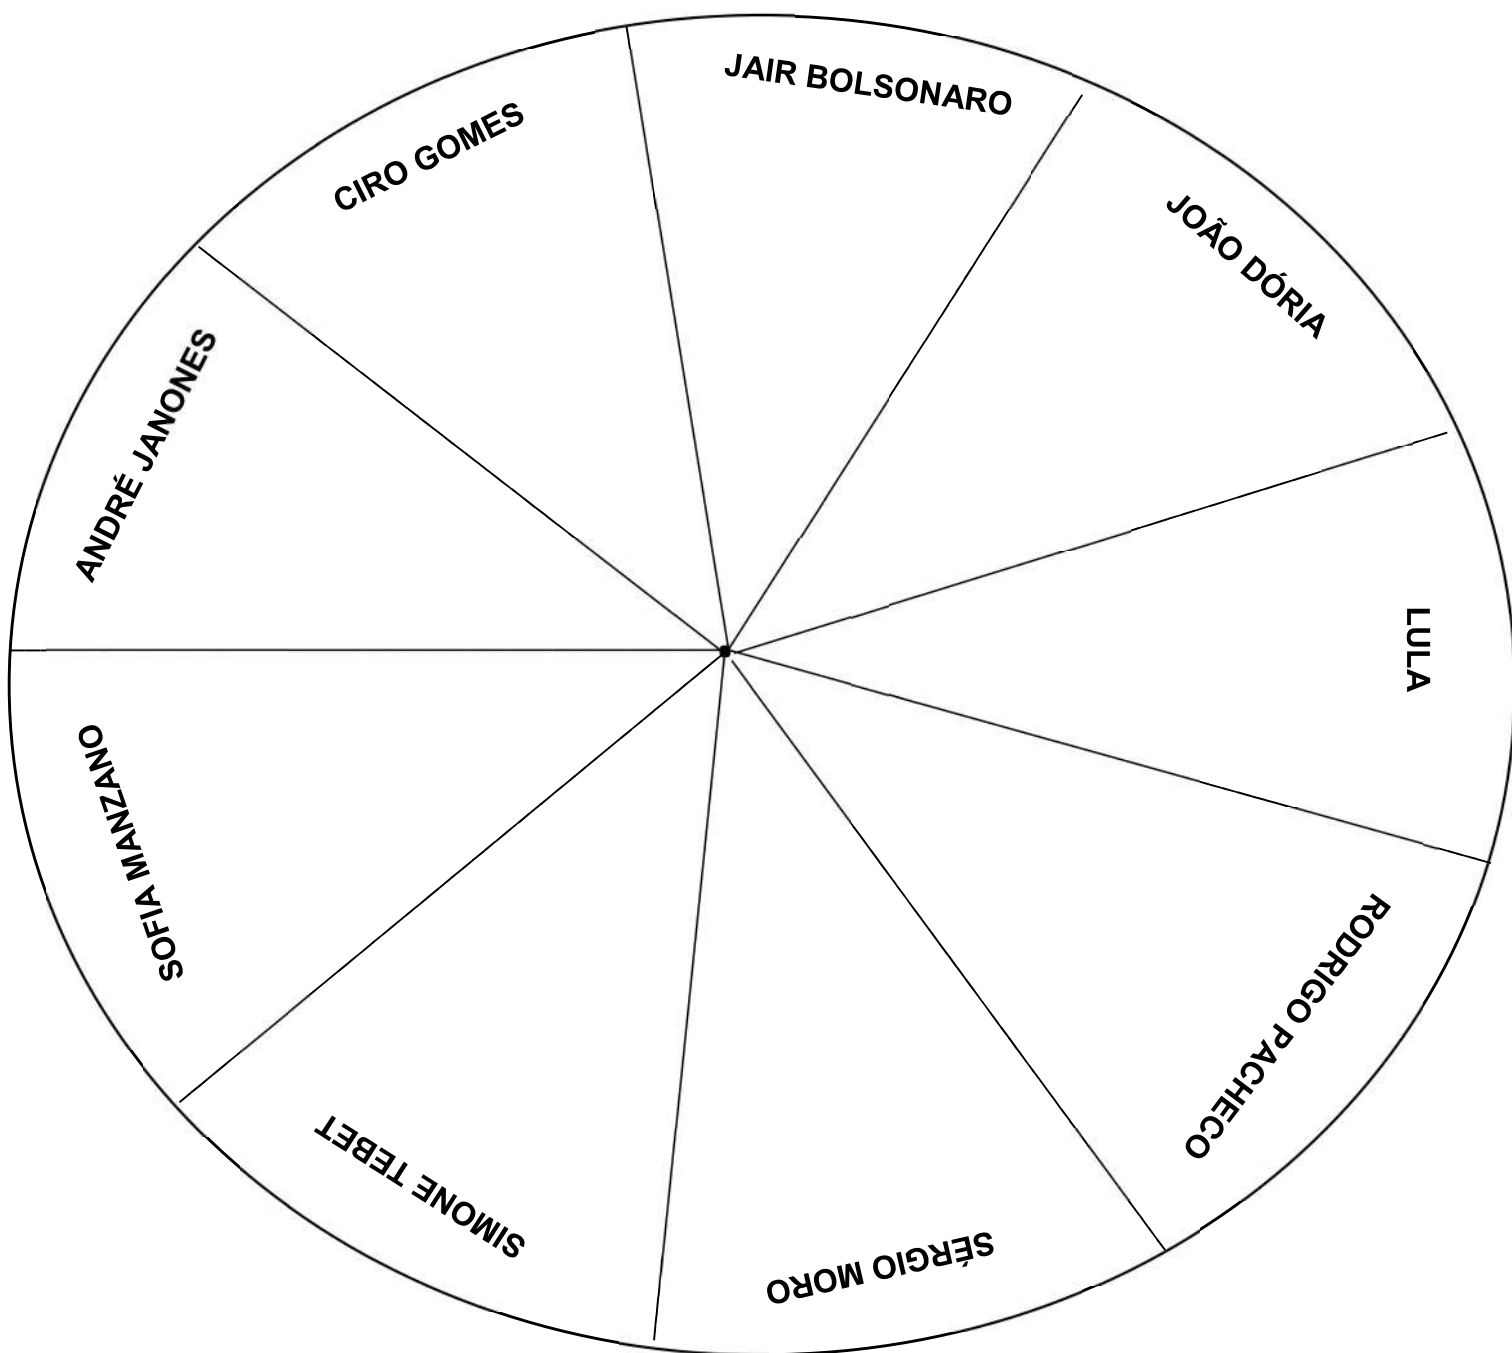 JAIR BOLSONARO
JOÃO DÓRIA
LULA
RODRIGO PACHECO
SÉRGIO MORO
SIMONE TEBET
SOFIA MANZANO
ANDRÉ JANONES
CIRO GOMES